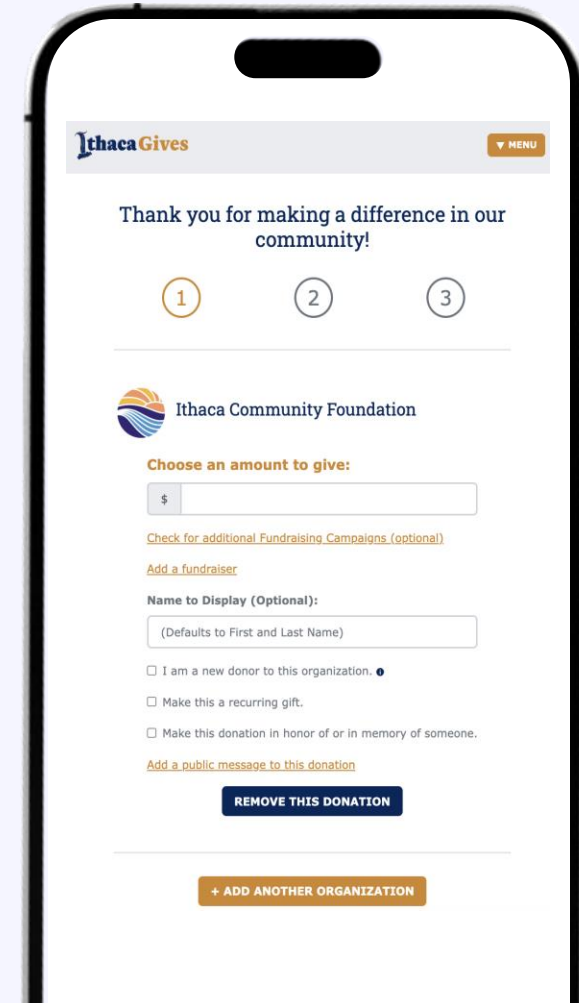 IthacaGives
▼ MENU
Thank you for making a difference in our
community!
1 2 3
Ithaca Community Foundation
Choose an amount to give:
$
Check for additional Fundraising Campaigns (optional)
Add a fundraiser
Name to Display (Optional):
(Defaults to First and Last Name)
I am a new donor to this organization.
Make this a recurring gift.
Make this donation in honor of or in memory of someone.
Add a public message to this donation
REMOVE THIS DONATION
+ ADD ANOTHER ORGANIZATION